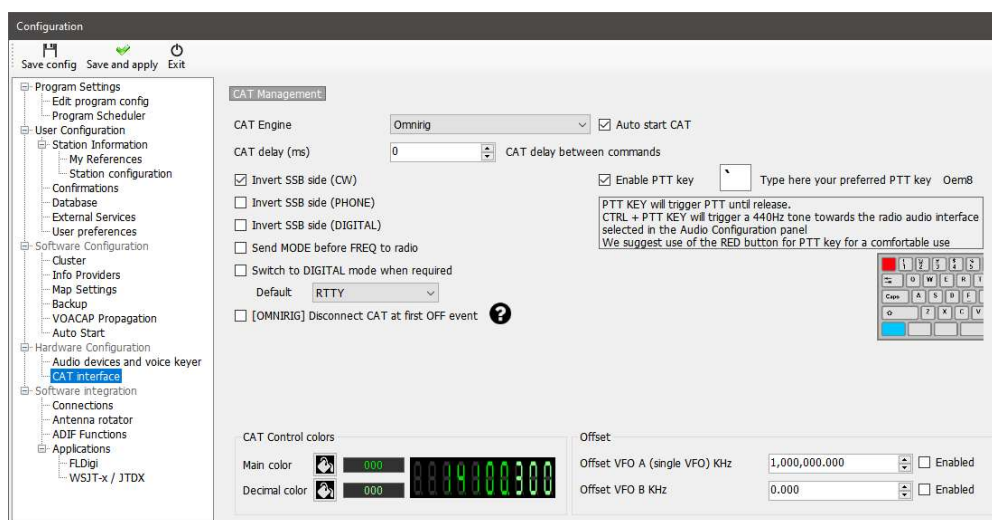 Configuration
Save config Save and apply Exit
Program Settings
Edit program config
Program Scheduler
User Configuration
Station Information
My References
Station configuration
Confirmations
Database
External Services
User preferences
Software Configuration
Cluster
Info Providers
Map Settings
Backup
VOACAP Propagation
Auto Start
Hardware Configuration
Audio devices and voice keyer
CAT interface
Software integration
Connections
Antenna rotator
ADIF Functions
Applications
FLDigi
WSJT-x / JTDX
CAT Management
CAT Engine Omnirig Auto start CAT
CAT delay (ms) 0 CAT delay between commands
Invert SSB side (CW)
Invert SSB side (PHONE)
Invert SSB side (DIGITAL)
Send MODE before FREQ to radio
Switch to DIGITAL mode when required
Default RTTY
[OMNIRIG] Disconnect CAT at first OFF event ?
Enable PTT key ` Type here your preferred PTT key Oem8
PTT KEY will trigger PTT until release.
CTRL + PTT KEY will trigger a 440Hz tone towards the radio audio interface
selected in the Audio Configuration panel
We suggest use of the RED button for PTT key for a comfortable use
Q W E R T
Caps A S D F
Z X C V
CAT Control colors
Main color 000
Decimal color 000
14100300
Offset
Offset VFO A (single VFO) KHz 1,000,000.000 Enabled
Offset VFO B KHz 0.000 Enabled